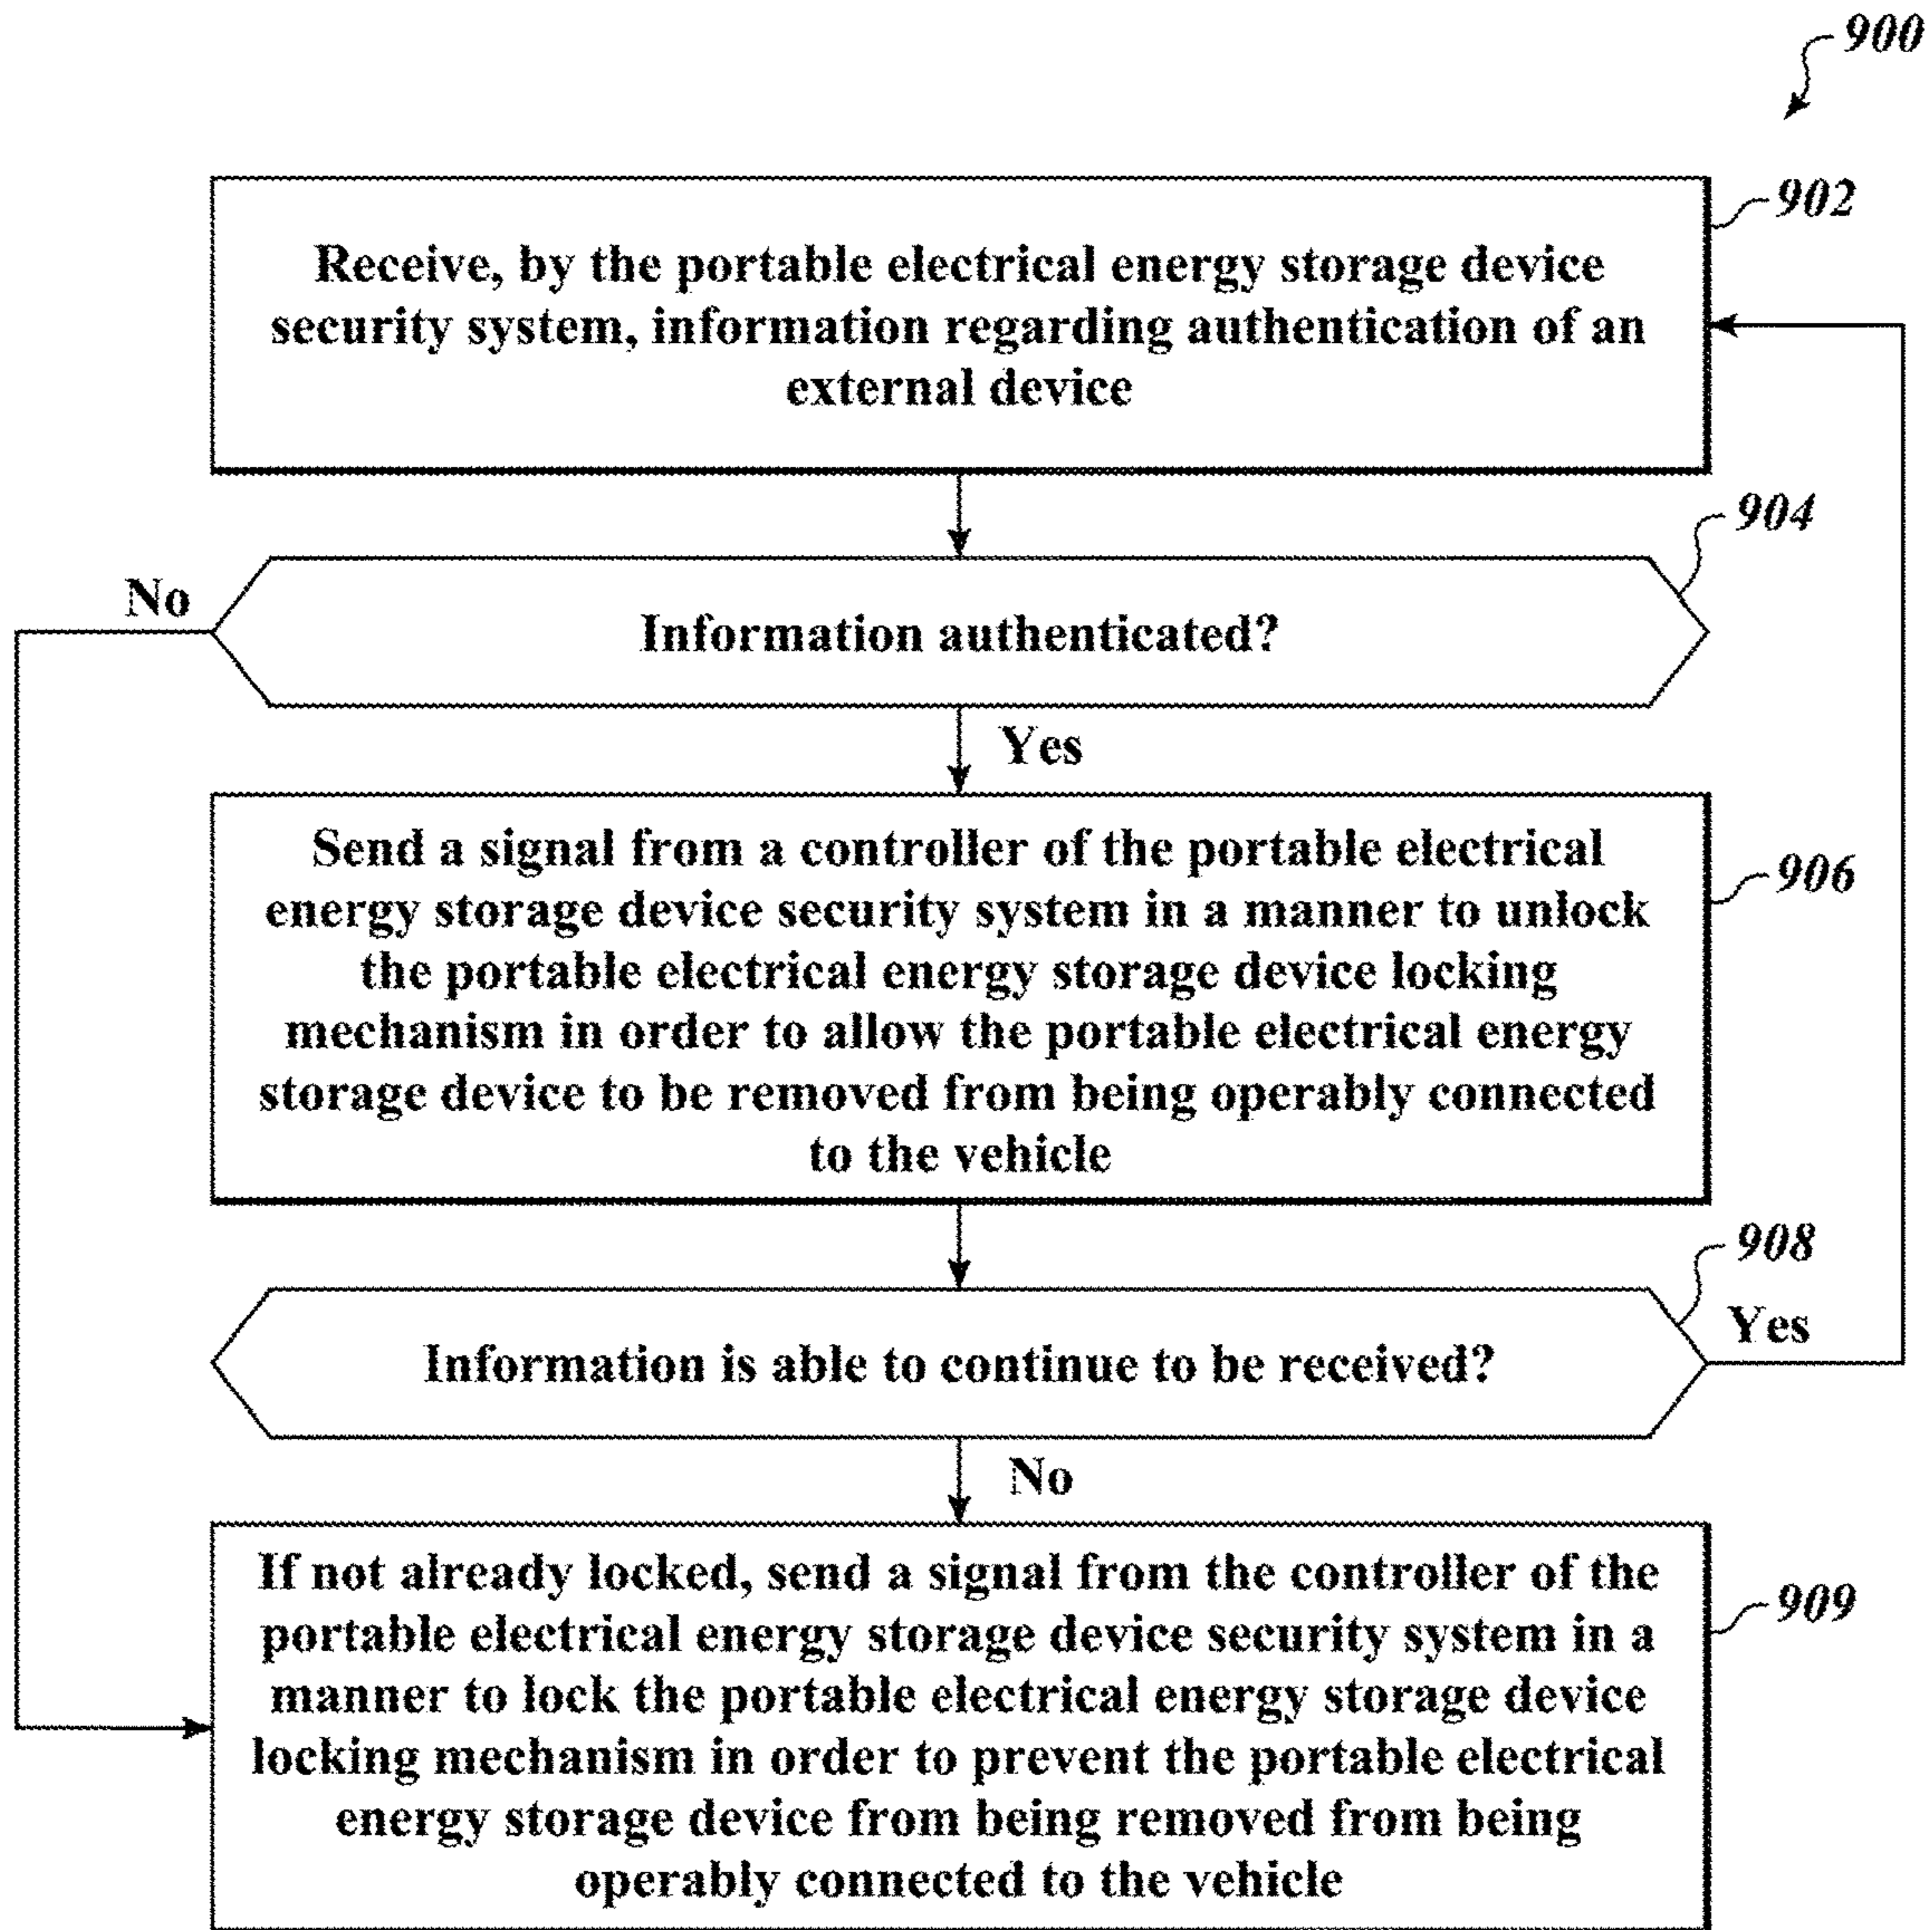 900
902
Receive, by the portable electrical energy storage device
security system, information regarding authentication of an
external device
904
No
Information authenticated?
Yes
Send a signal from a controller of the portable electrical
energy storage device security system in a manner to unlock
the portable electrical energy storage device locking
mechanism in order to allow the portable electrical energy
storage device to be removed from being operably connected
to the vehicle
906
908
Information is able to continue to be received?
Yes
No
If not already locked, send a signal from the controller of the
portable electrical energy storage device security system in a
manner to lock the portable electrical energy storage device
locking mechanism in order to prevent the portable electrical
energy storage device from being removed from being
operably connected to the vehicle
909